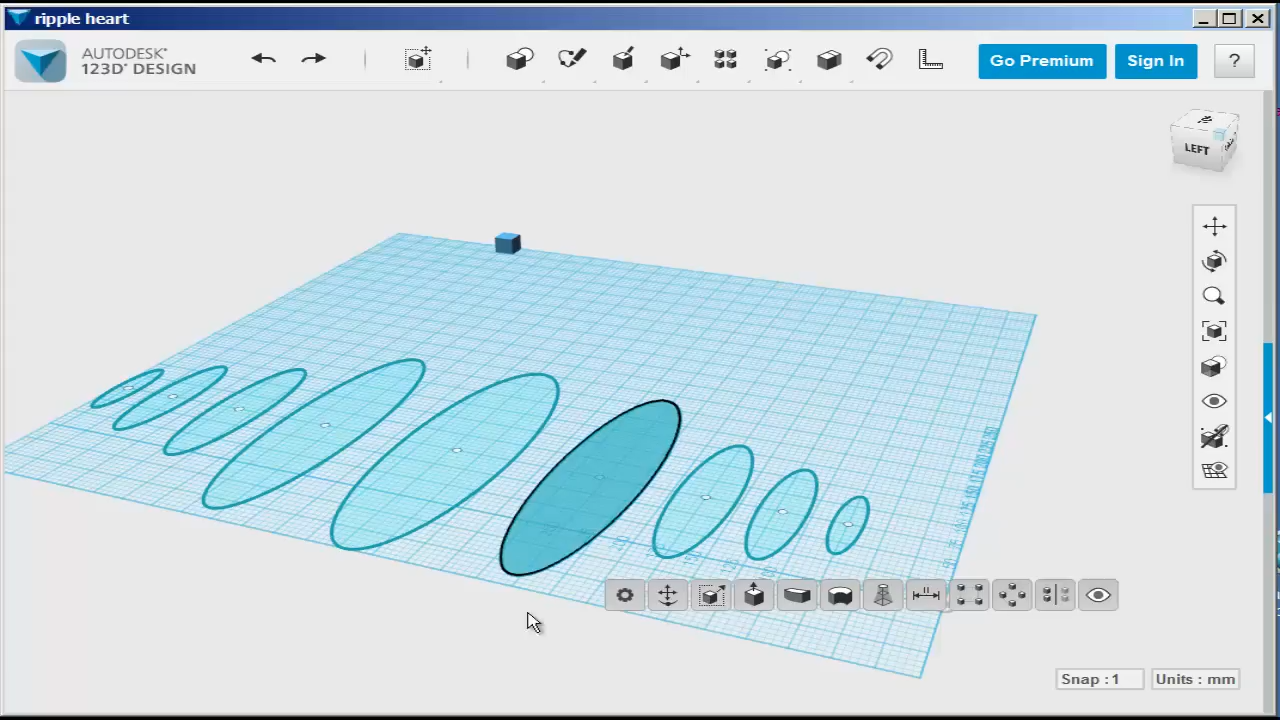 ripple heart
AUTODESK®
123D® DESIGN
Go Premium
Sign In
?
LEFT
Snap : 1
Units : mm